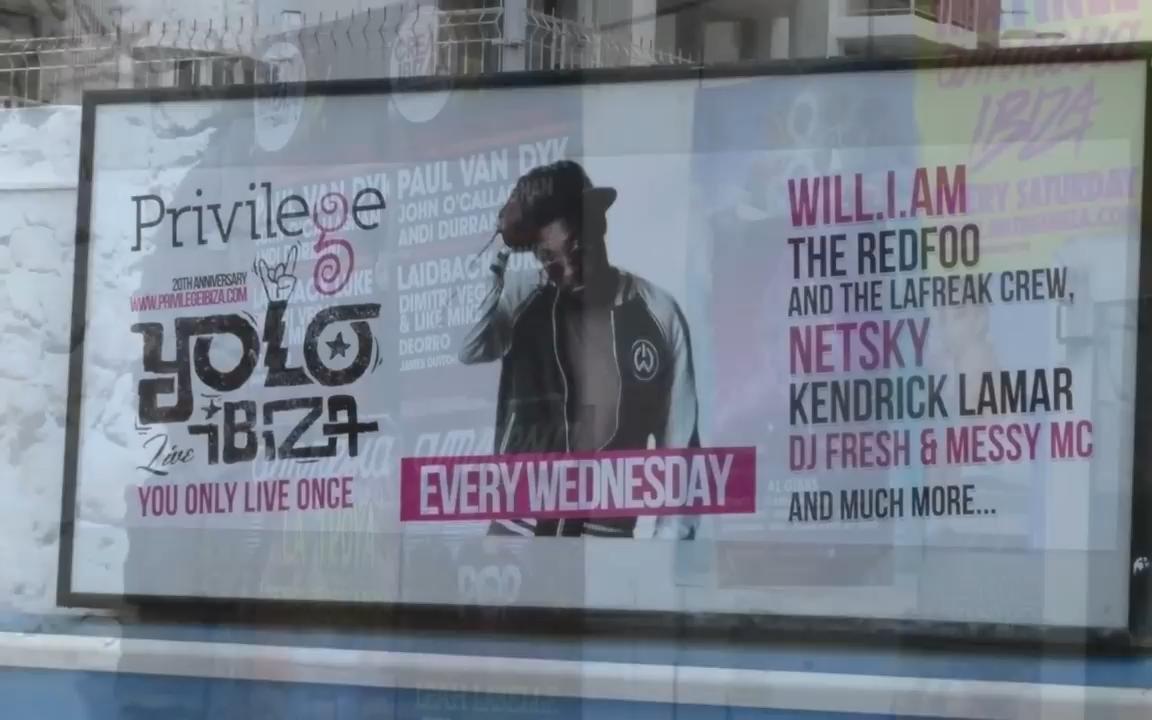 Privilege
20TH ANNIVERSARY
WWW.PRIVILEGEIBIZA.COM
YOLO
IBIZA
Live
YOU ONLY LIVE ONCE
EVERY WEDNESDAY
WILL.I.AM
THE REDFOO
AND THE LAFREAK CREW,
NETSKY
KENDRICK LAMAR
DJ FRESH & MESSY MC
AND MUCH MORE...
PAUL VAN DYK
JOHN O'CALLAGHAN
ANDI DURRANT
LAIDBACK LUKE
DIMITRI VEGAS
& LIKE MIKE
DEORRO
IBIZA
SATURDAY